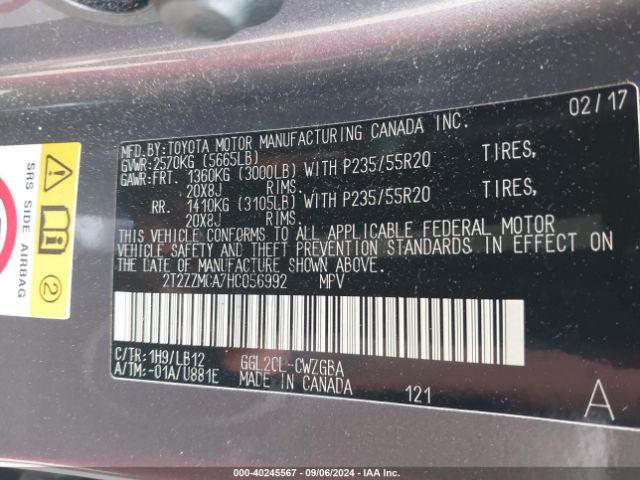 02/17
MFD.BY:TOYOTA MOTOR MANUFACTURING CANADA INC.
GVWR:2570KG (5665LB)
GAWR:FRT. 1360KG (3000LB) WITH P235/55R20 TIRES,
20X8J RIMS.
RR. 1410KG (3105LB) WITH P235/55R20 TIRES,
20X8J RIMS.
THIS VEHICLE CONFORMS TO ALL APPLICABLE FEDERAL MOTOR
VEHICLE SAFETY AND THEFT PREVENTION STANDARDS IN EFFECT ON
THE DATE OF MANUFACTURE SHOWN ABOVE.
2T2ZZMCA7HC056992 MPV
C/TR:1H9/LB12 GGL2CL-CWZGBA
A/TM:-01A/U881E MADE IN CANADA 121
A
SRS SIDE AIRBAG
2
000-40245567 - 09/06/2024 - IAAI.CA